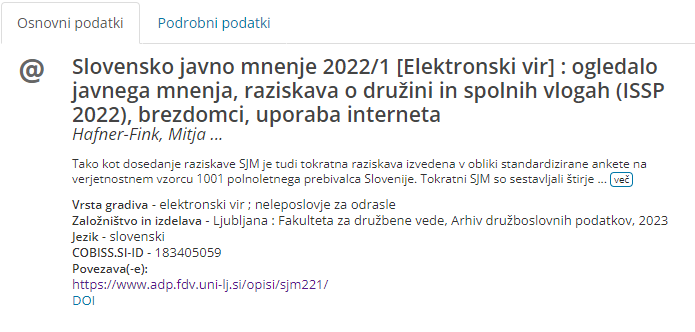 Osnovni podatki
Podrobni podatki
@
Slovensko javno mnenje 2022/1 [Elektronski vir] : ogledalo
javnega mnenja, raziskava o družini in spolnih vlogah (ISSP
2022), brezdomci, uporaba interneta
Hafner-Fink, Mitja ...
Tako kot dosedanje raziskave SJM je tudi tokratna raziskava izvedena v obliki standardizirane ankete na
verjetnostnem vzorcu 1001 polnoletnega prebivalca Slovenije. Tokratni SJM so sestavljali štirje ... več
Vrsta gradiva - elektronski vir ; neleposlovje za odrasle
Založništvo in izdelava - Ljubljana : Fakulteta za družbene vede, Arhiv družboslovnih podatkov, 2023
Jezik - slovenski
COBISS.SI-ID - 183405059
Povezava(-e):
https://www.adp.fdv.uni-lj.si/opisi/sjm221/
DOI